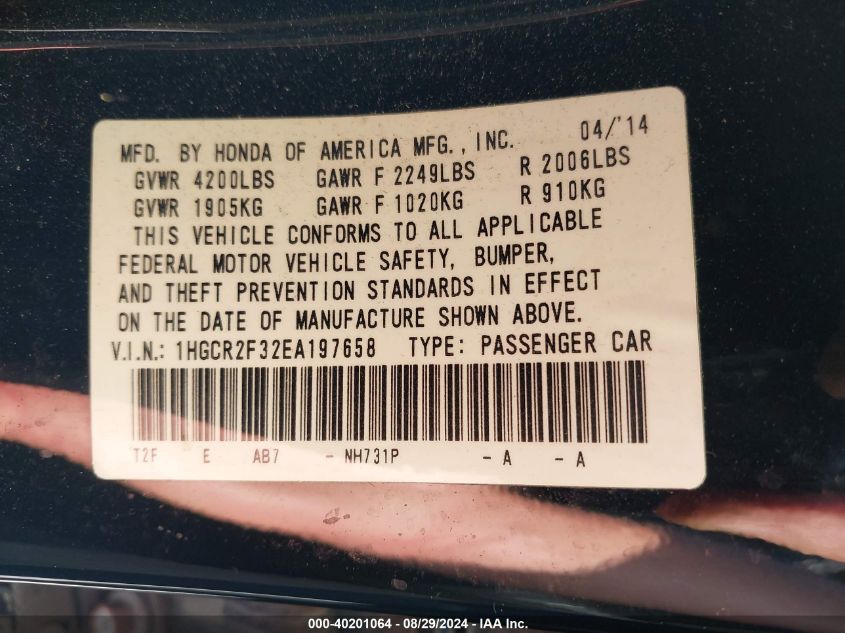 MFD. BY HONDA OF AMERICA MFG., INC. 04/'14
GVWR 4200LBS GAWR F 2249LBS R 2006LBS
GVWR 1905KG GAWR F 1020KG R 910KG
THIS VEHICLE CONFORMS TO ALL APPLICABLE
FEDERAL MOTOR VEHICLE SAFETY, BUMPER,
AND THEFT PREVENTION STANDARDS IN EFFECT
ON THE DATE OF MANUFACTURE SHOWN ABOVE.
V.I.N.: 1HGCR2F32EA197658 TYPE: PASSENGER CAR
T2F E AB7 - NH731P - A - A
000-40201064 - 08/29/2024 - IAA Inc.